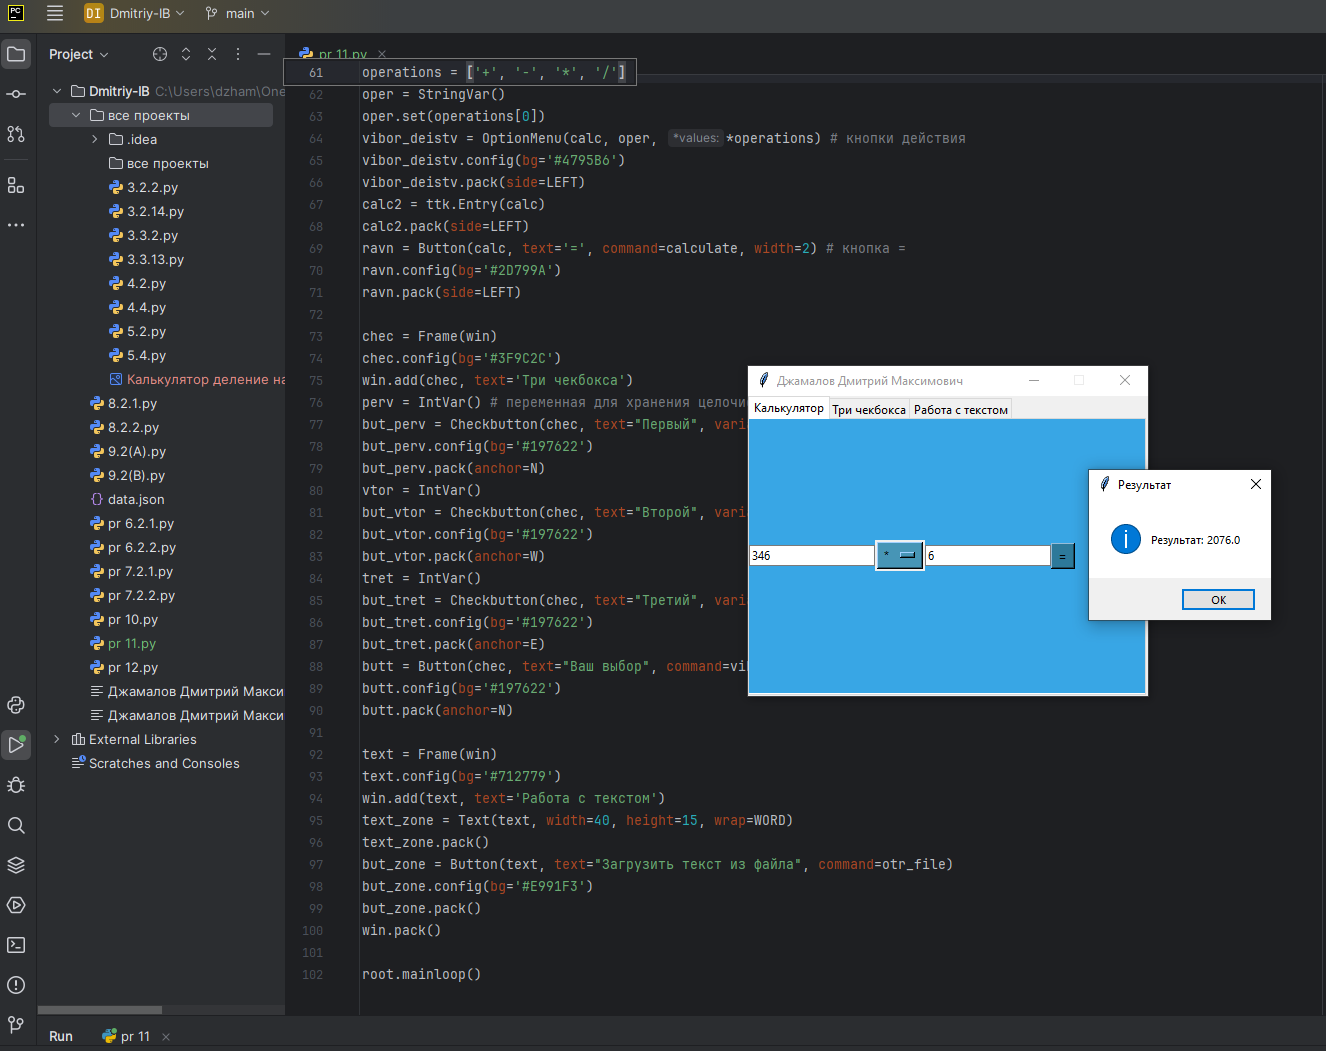 PC
DI Dmitriy-IB main
Project
pr 11.py
Dmitriy-IB C:\Users\dzham\One
все проекты
.idea
все проекты
3.2.2.py
3.2.14.py
3.3.2.py
3.3.13.py
4.2.py
4.4.py
5.2.py
5.4.py
Калькулятор деление на
8.2.1.py
8.2.2.py
9.2(A).py
9.2(B).py
data.json
pr 6.2.1.py
pr 6.2.2.py
pr 7.2.1.py
pr 7.2.2.py
pr 10.py
pr 11.py
pr 12.py
Джамалов Дмитрий Макси
Джамалов Дмитрий Макси
External Libraries
Scratches and Consoles
61 operations = ['+', '-', '*', '/']
62 oper = StringVar()
63 oper.set(operations[0])
64 vibor_deistv = OptionMenu(calc, oper, *values: *operations) # кнопки действия
65 vibor_deistv.config(bg='#4795B6')
66 vibor_deistv.pack(side=LEFT)
67 calc2 = ttk.Entry(calc)
68 calc2.pack(side=LEFT)
69 ravn = Button(calc, text='=', command=calculate, width=2) # кнопка =
70 ravn.config(bg='#2D799A')
71 ravn.pack(side=LEFT)
72
73 chec = Frame(win)
74 chec.config(bg='#3F9C2C')
75 win.add(chec, text='Три чекбокса')
76 perv = IntVar() # переменная для хранения целочис
77 but_perv = Checkbutton(chec, text="Первый", vari
78 but_perv.config(bg='#197622')
79 but_perv.pack(anchor=N)
80 vtor = IntVar()
81 but_vtor = Checkbutton(chec, text="Второй", vari
82 but_vtor.config(bg='#197622')
83 but_vtor.pack(anchor=W)
84 tret = IntVar()
85 but_tret = Checkbutton(chec, text="Третий", vari
86 but_tret.config(bg='#197622')
87 but_tret.pack(anchor=E)
88 butt = Button(chec, text="Ваш выбор", command=vi
89 butt.config(bg='#197622')
90 butt.pack(anchor=N)
91
92 text = Frame(win)
93 text.config(bg='#712779')
94 win.add(text, text='Работа с текстом')
95 text_zone = Text(text, width=40, height=15, wrap=WORD)
96 text_zone.pack()
97 but_zone = Button(text, text="Загрузить текст из файла", command=otr_file)
98 but_zone.config(bg='#E991F3')
99 but_zone.pack()
100 win.pack()
101
102 root.mainloop()
Джамалов Дмитрий Максимович
Калькулятор Три чекбокса Работа с текстом
346 * 6 =
Результат
Результат: 2076.0
OK
Run pr 11